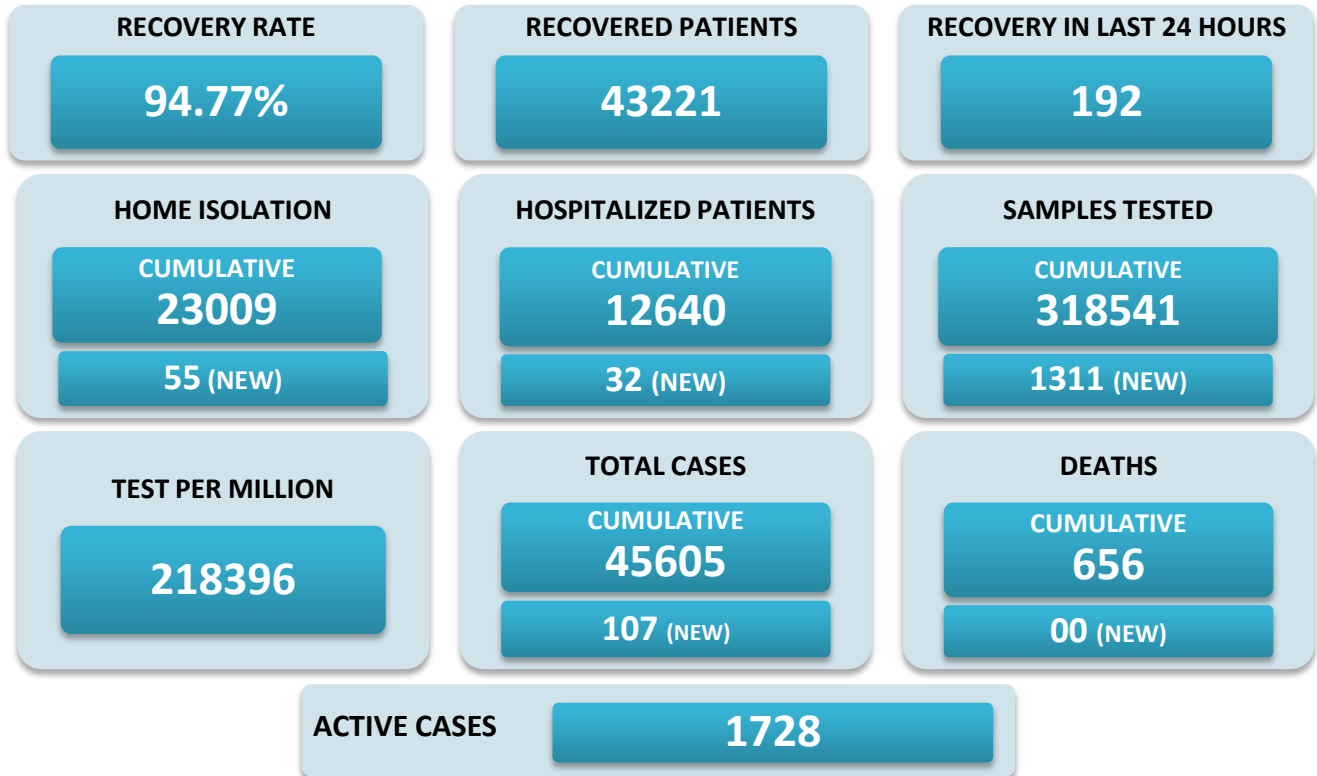 RECOVERY RATE
94.77%
RECOVERED PATIENTS
43221
RECOVERY IN LAST 24 HOURS
192
HOME ISOLATION
CUMULATIVE
23009
55 (NEW)
HOSPITALIZED PATIENTS
CUMULATIVE
12640
32 (NEW)
SAMPLES TESTED
CUMULATIVE
318541
1311 (NEW)
TEST PER MILLION
218396
TOTAL CASES
CUMULATIVE
45605
107 (NEW)
DEATHS
CUMULATIVE
656
00 (NEW)
ACTIVE CASES
1728